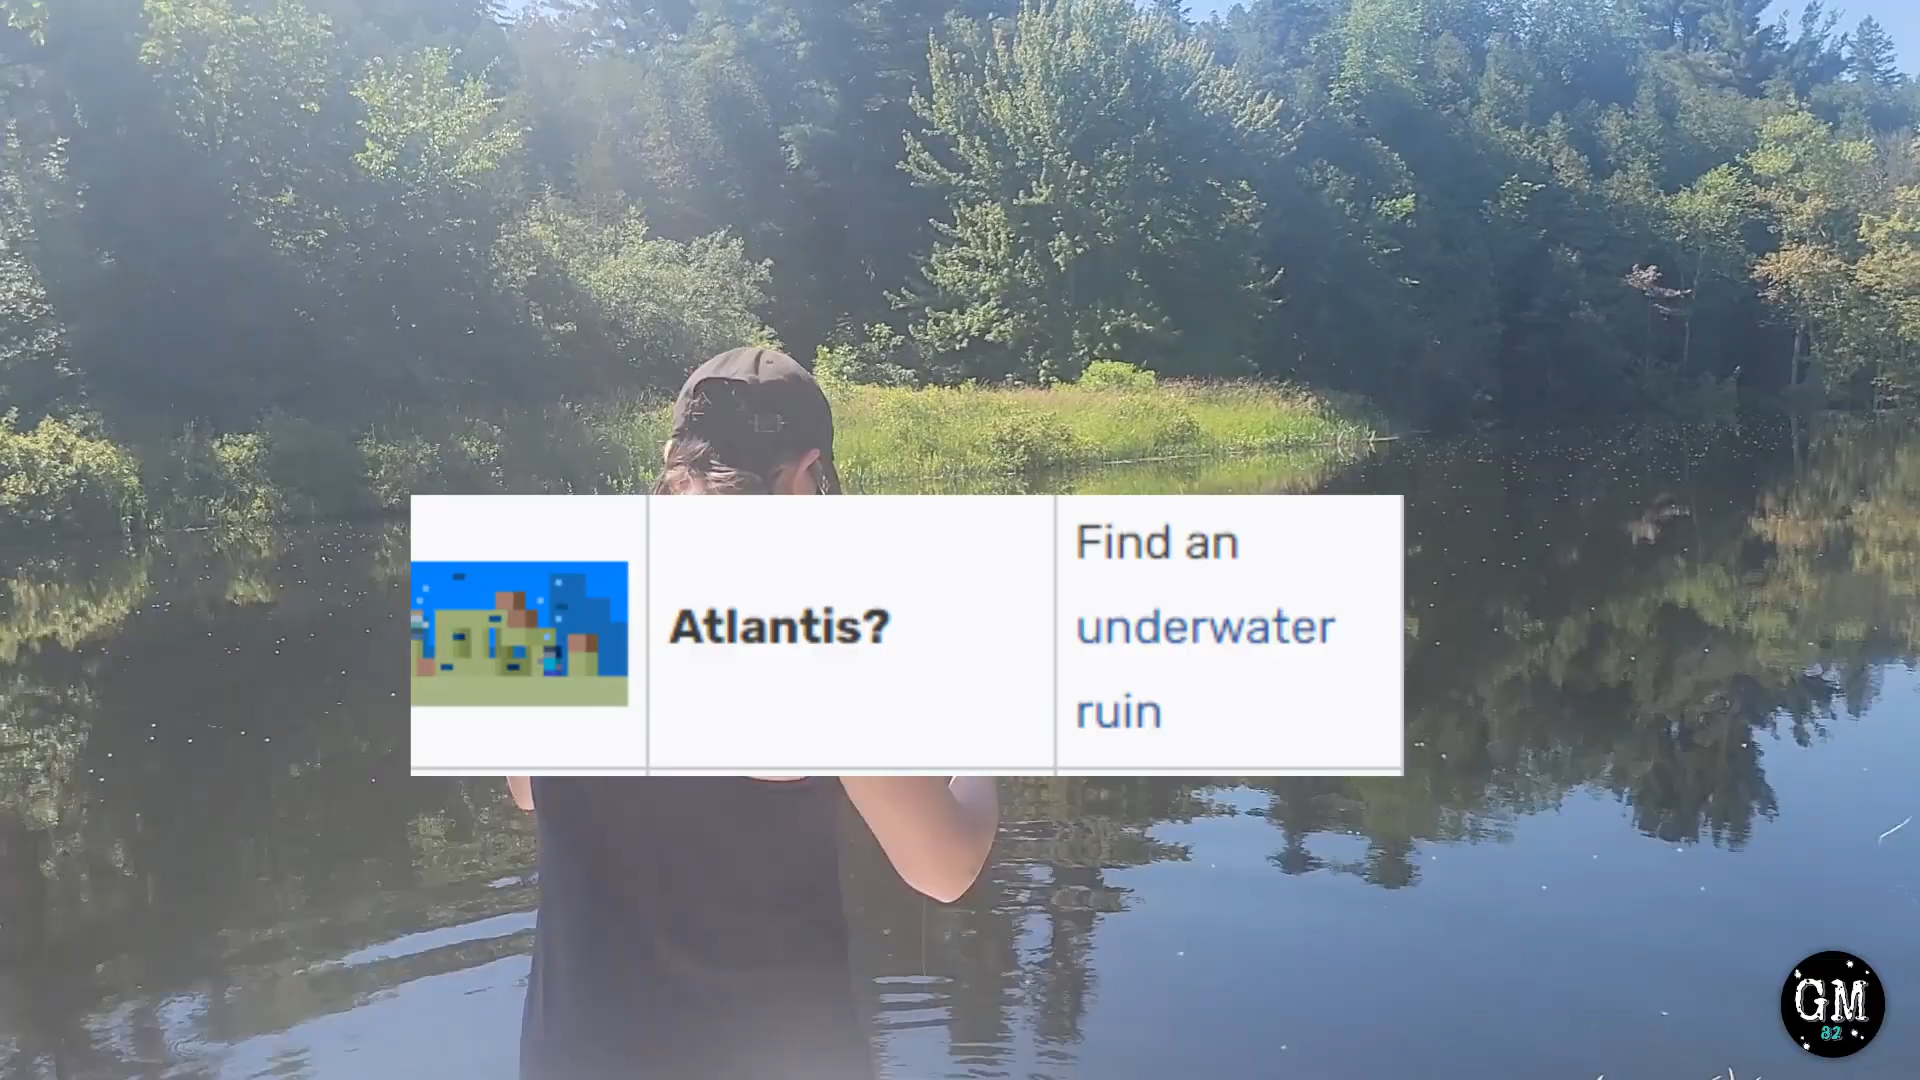 Atlantis?
Find an
underwater
ruin
GM
82